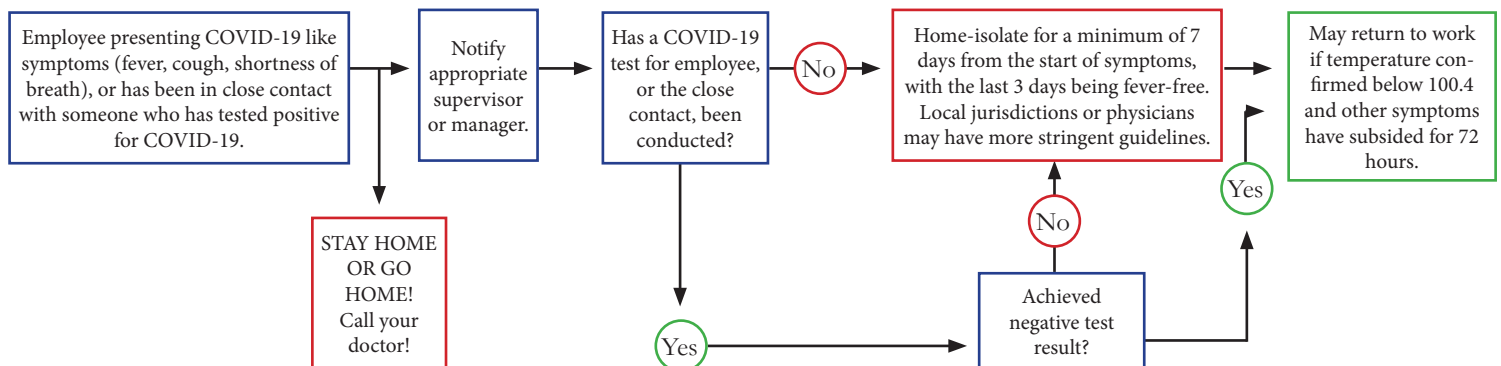 Employee presenting COVID-19 like
symptoms (fever, cough, shortness of
breath), or has been in close contact
with someone who has tested positive
for COVID-19.
STAY HOME
OR GO
HOME!
Call your
doctor!
Notify
appropriate
supervisor
or manager.
Has a COVID-19
test for employee,
or the close
contact, been
conducted?
No
Home-isolate for a minimum of 7
days from the start of symptoms,
with the last 3 days being fever-free.
Local jurisdictions or physicians
may have more stringent guidelines.
Yes
Achieved
negative test
result?
No
Yes
May return to work
if temperature con-
firmed below 100.4
and other symptoms
have subsided for 72
hours.